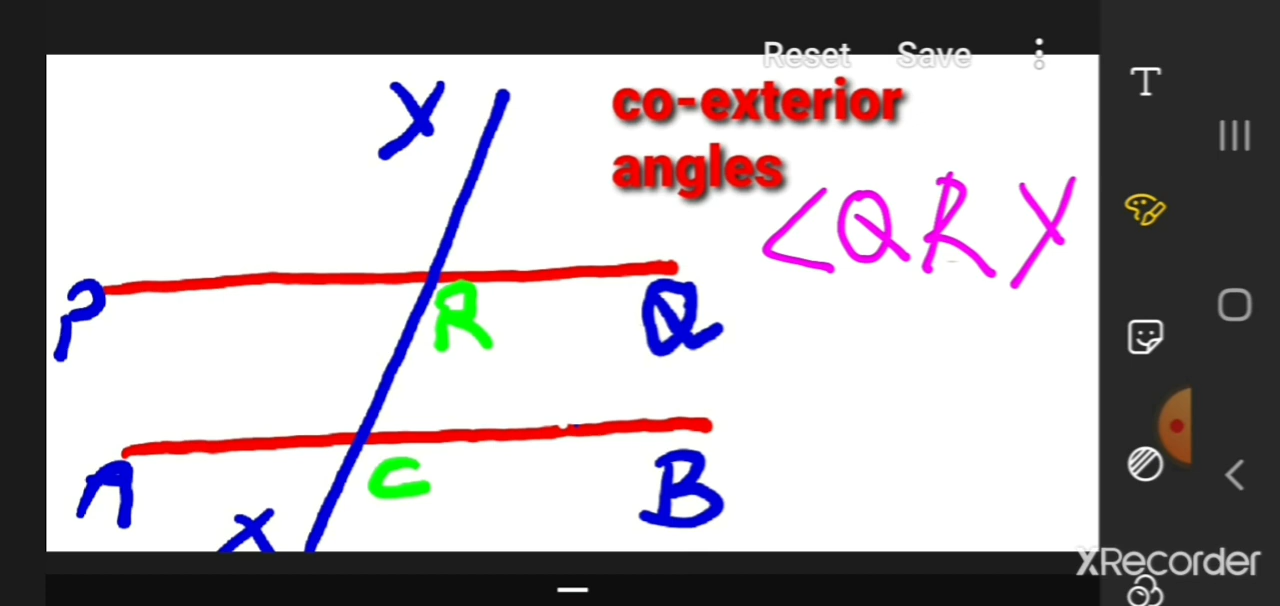 Reset Save
co-exterior
angles
<QRY
Y
P
R
Q
A
C
B
X
XRecorder